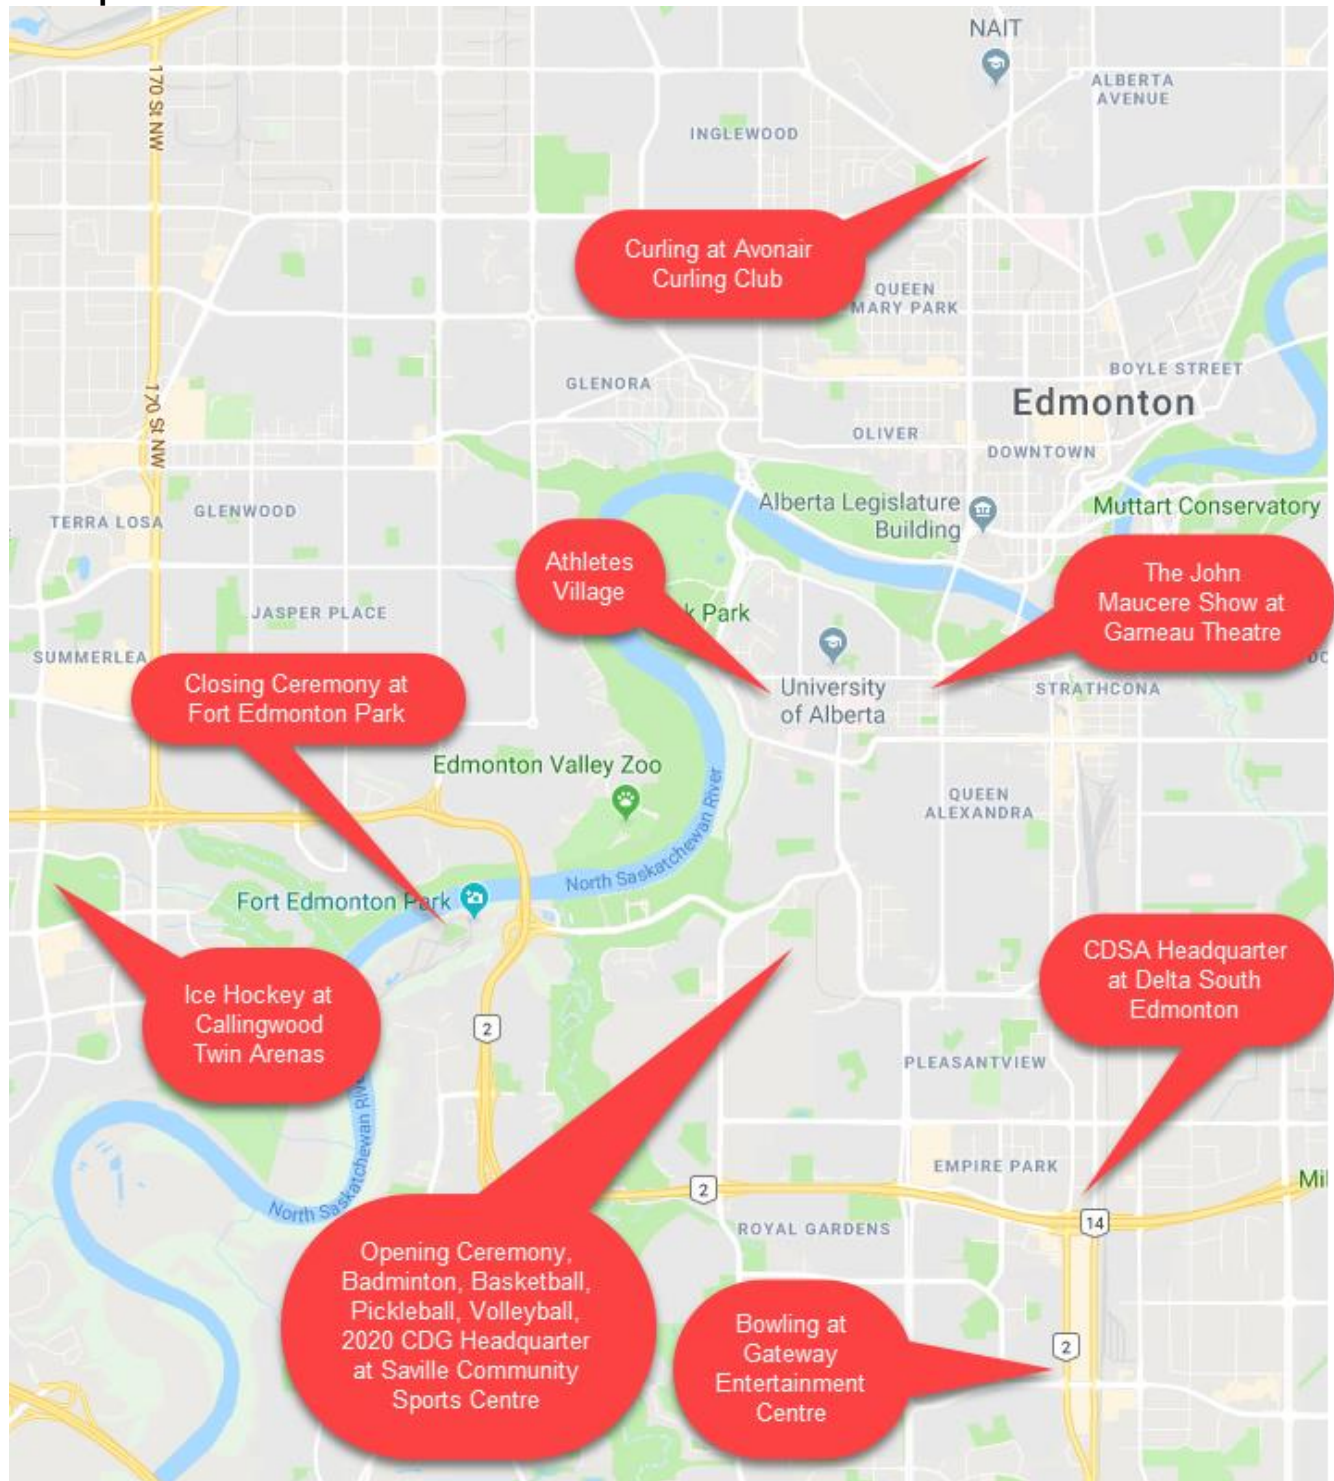 NAIT
ALBERTA
AVENUE
170 St NW
INGLEWOOD
Curling at Avonair
Curling Club
QUEEN
MARY PARK
BOYLE STREET
170 St NW
GLENORA
Edmonton
OLIVER
DOWNTOWN
Alberta Legislature
Building
Muttart Conservatory
TERRA LOSA
GLENWOOD
Athletes
Village
The John
Maucere Show at
Garneau Theatre
JASPER PLACE
Park
SUMMERLEA
Closing Ceremony at
Fort Edmonton Park
University
of Alberta
STRATHCONA
Edmonton Valley Zoo
QUEEN
ALEXANDRA
North Saskatchewan River
Fort Edmonton Park
CDSA Headquarter
at Delta South
Edmonton
Ice Hockey at
Callingwood
Twin Arenas
2
PLEASANTVIEW
North Saskatchewan River
EMPIRE PARK
2
14
ROYAL GARDENS
Opening Ceremony,
Badminton, Basketball,
Pickleball, Volleyball,
2020 CDG Headquarter
at Saville Community
Sports Centre
Bowling at
Gateway
Entertainment
Centre
2